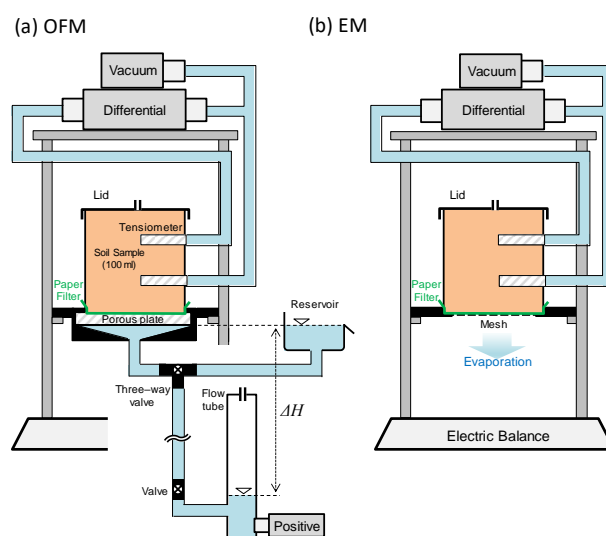 (a) OFM
(b) EM
Vacuum
Differential
Lid
Tensiometer
Soil Sample
(100 ml)
Paper
Filter
Porous plate
Reservoir
Three–way
valve
Flow
tube
ΔH
Valve
Positive
Vacuum
Differential
Lid
Paper
Filter
Mesh
Evaporation
Electric Balance